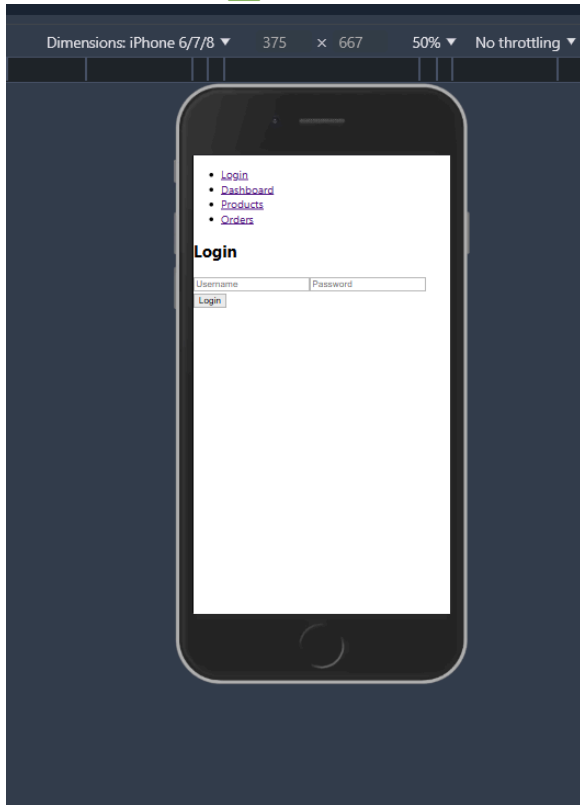 Dimensions: iPhone 6/7/8 ▼ 375 × 667 50% ▼ No throttling ▼
• Login
• Dashboard
• Products
• Orders
Login
Username Password
Login